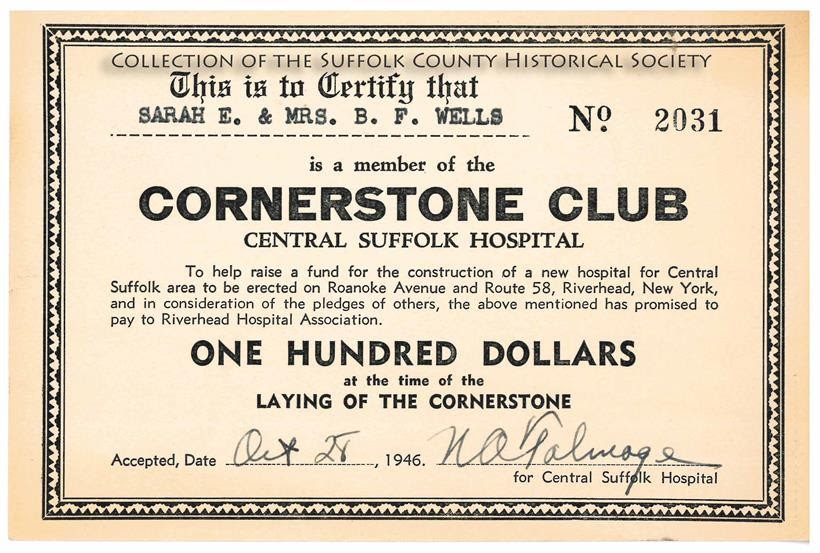 COLLECTION OF THE SUFFOLK COUNTY HISTORICAL SOCIETY
This is to Certify that
SARAH E. & MRS. B. F. WELLS
Nº 2031
is a member of the
CORNERSTONE CLUB
CENTRAL SUFFOLK HOSPITAL
To help raise a fund for the construction of a new hospital for Central
Suffolk area to be erected on Roanoke Avenue and Route 58, Riverhead, New York,
and in consideration of the pledges of others, the above mentioned has promised to
pay to Riverhead Hospital Association.
ONE HUNDRED DOLLARS
at the time of the
LAYING OF THE CORNERSTONE
Accepted, Date Oct 28, 1946. Talmage
for Central Suffolk Hospital